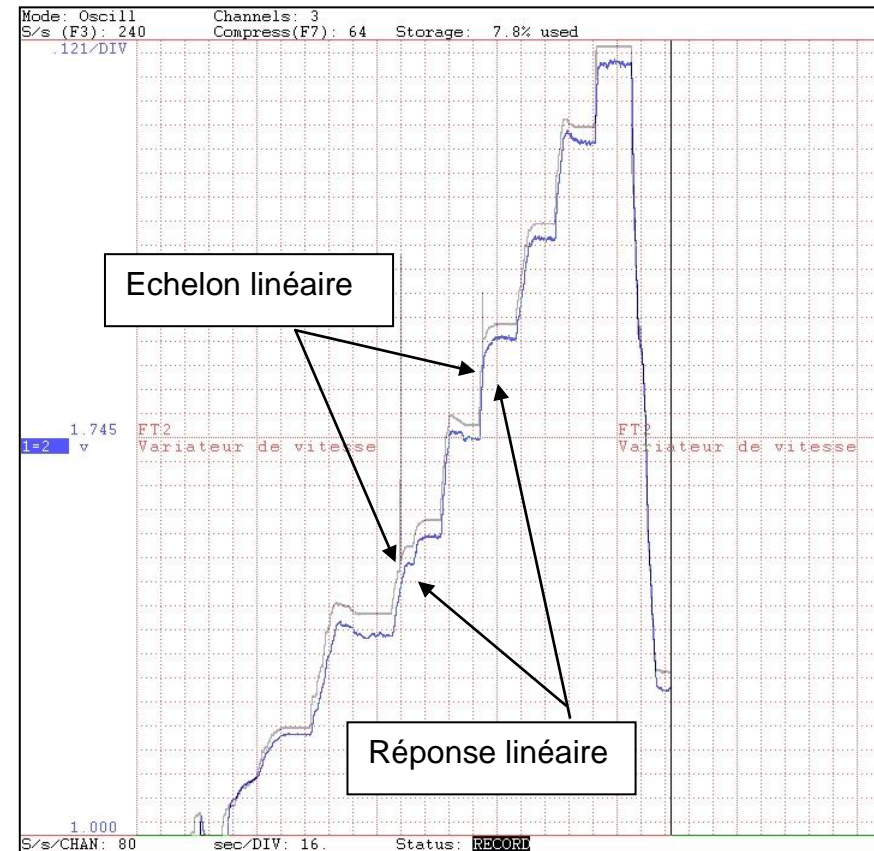 Mode: Oscill Channels: 3
S/s (F3): 240 Compress(F7): 64 Storage: 7.8% used
.121/DIV
Echelon linéaire
1.745 FT2 FT2
1=2 v Variateur de vitesse Variateur de vitesse
Réponse linéaire
1.000
S/s/CHAN: 80 sec/DIV: 16. Status: RECORD